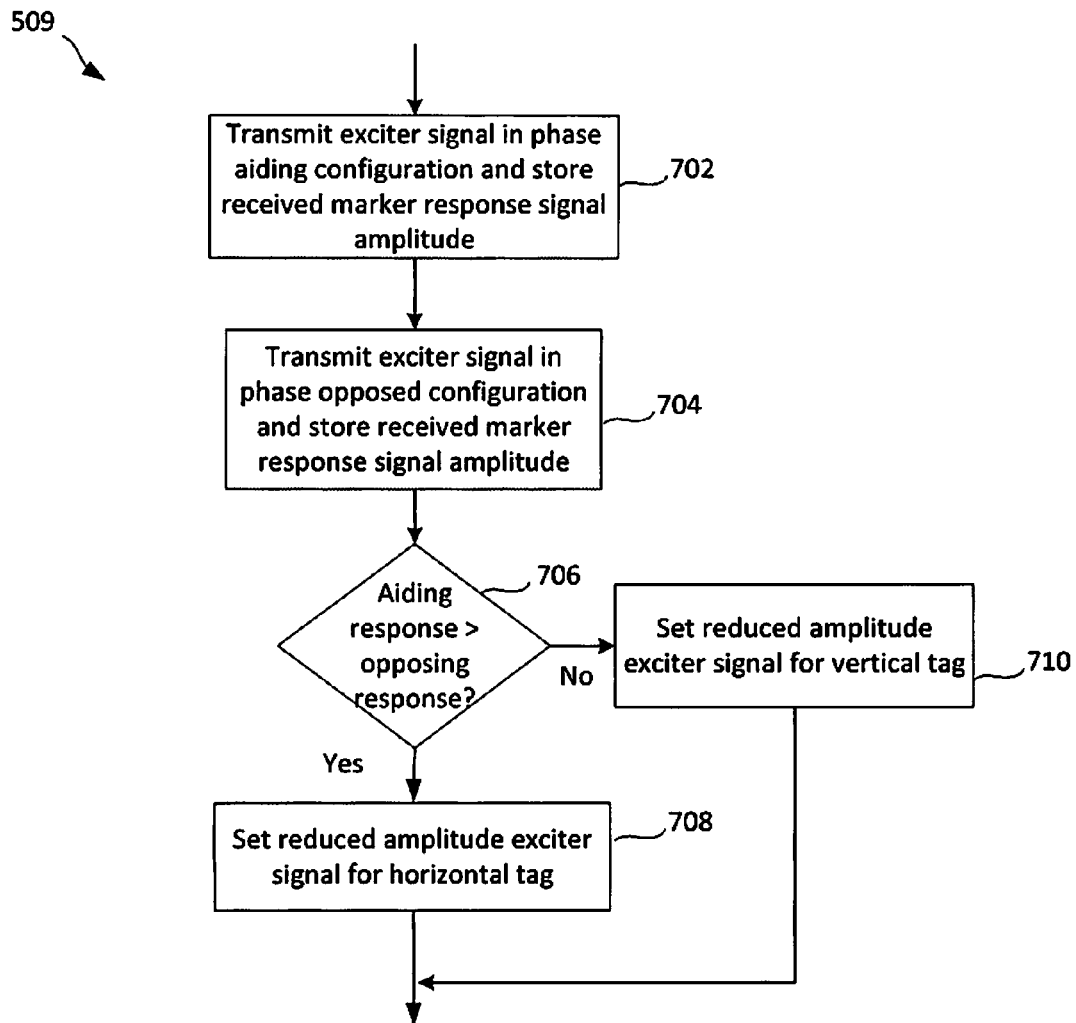 509
Transmit exciter signal in phase
aiding configuration and store
received marker response signal
amplitude
702
Transmit exciter signal in
phase opposed configuration
and store received marker
response signal amplitude
704
706
Aiding
response >
opposing
response?
No
Set reduced amplitude
exciter signal for vertical tag
710
Yes
Set reduced amplitude exciter
signal for horizontal tag
708